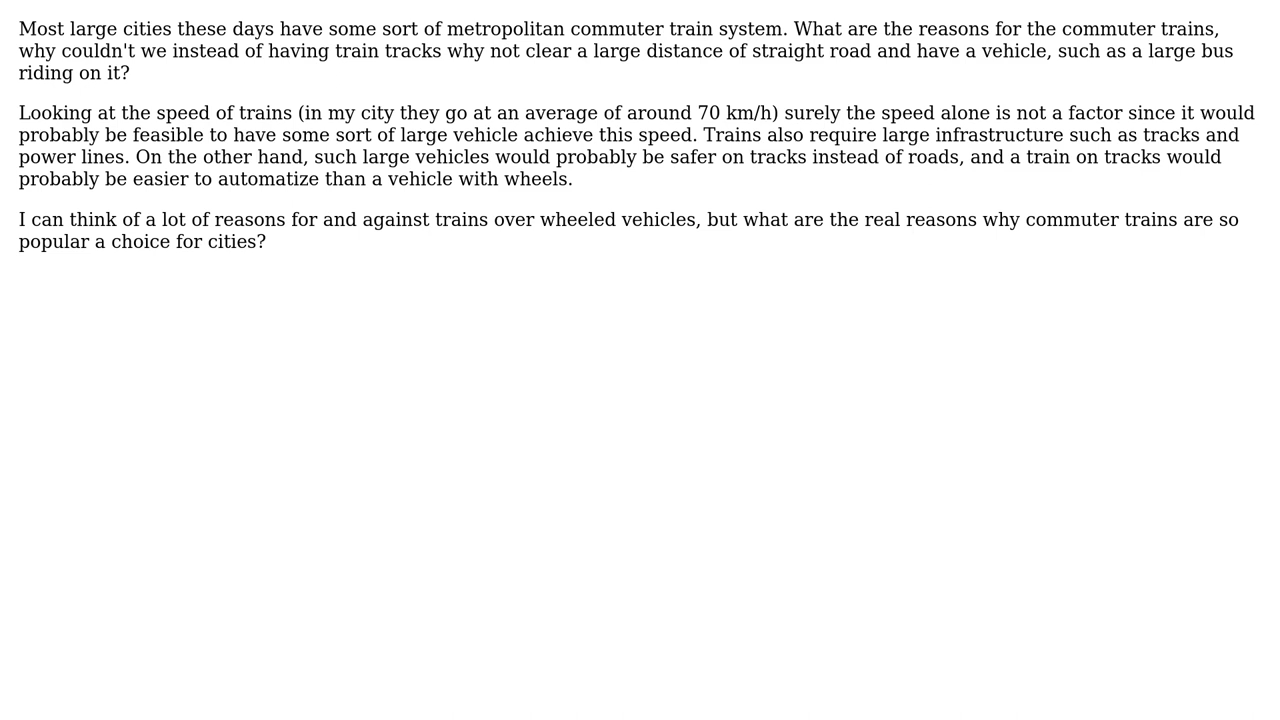 Most large cities these days have some sort of metropolitan commuter train system. What are the reasons for the commuter trains,
why couldn't we instead of having train tracks why not clear a large distance of straight road and have a vehicle, such as a large bus
riding on it?
Looking at the speed of trains (in my city they go at an average of around 70 km/h) surely the speed alone is not a factor since it would
probably be feasible to have some sort of large vehicle achieve this speed. Trains also require large infrastructure such as tracks and
power lines. On the other hand, such large vehicles would probably be safer on tracks instead of roads, and a train on tracks would
probably be easier to automatize than a vehicle with wheels.
I can think of a lot of reasons for and against trains over wheeled vehicles, but what are the real reasons why commuter trains are so
popular a choice for cities?